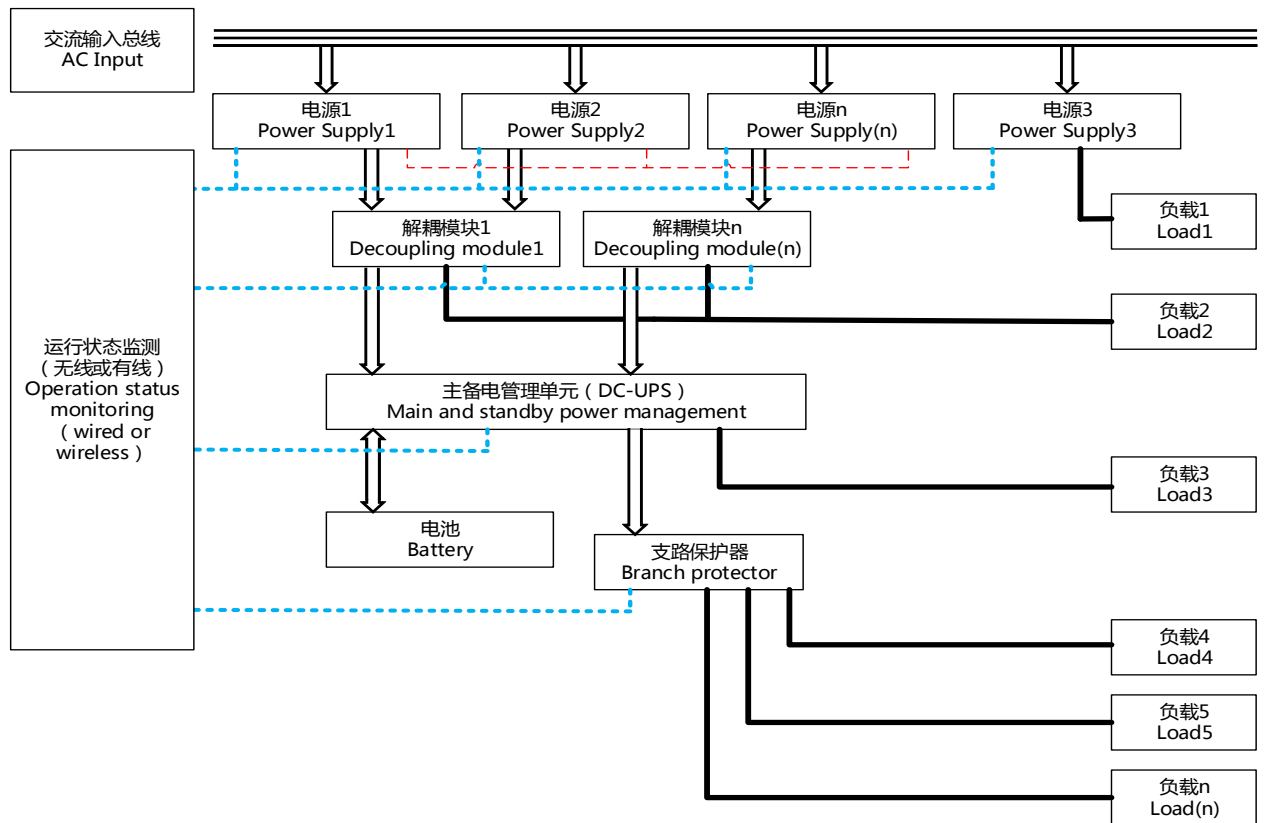 交流输入总线
AC Input
电源1
Power Supply1
电源2
Power Supply2
电源n
Power Supply(n)
电源3
Power Supply3
负载1
Load1
解耦模块1
Decoupling module1
解耦模块n
Decoupling module(n)
负载2
Load2
运行状态监测
（无线或有线）
Operation status
monitoring
（wired or
wireless）
主备电管理单元（DC-UPS）
Main and standby power management
负载3
Load3
电池
Battery
支路保护器
Branch protector
负载4
Load4
负载5
Load5
负载n
Load(n)